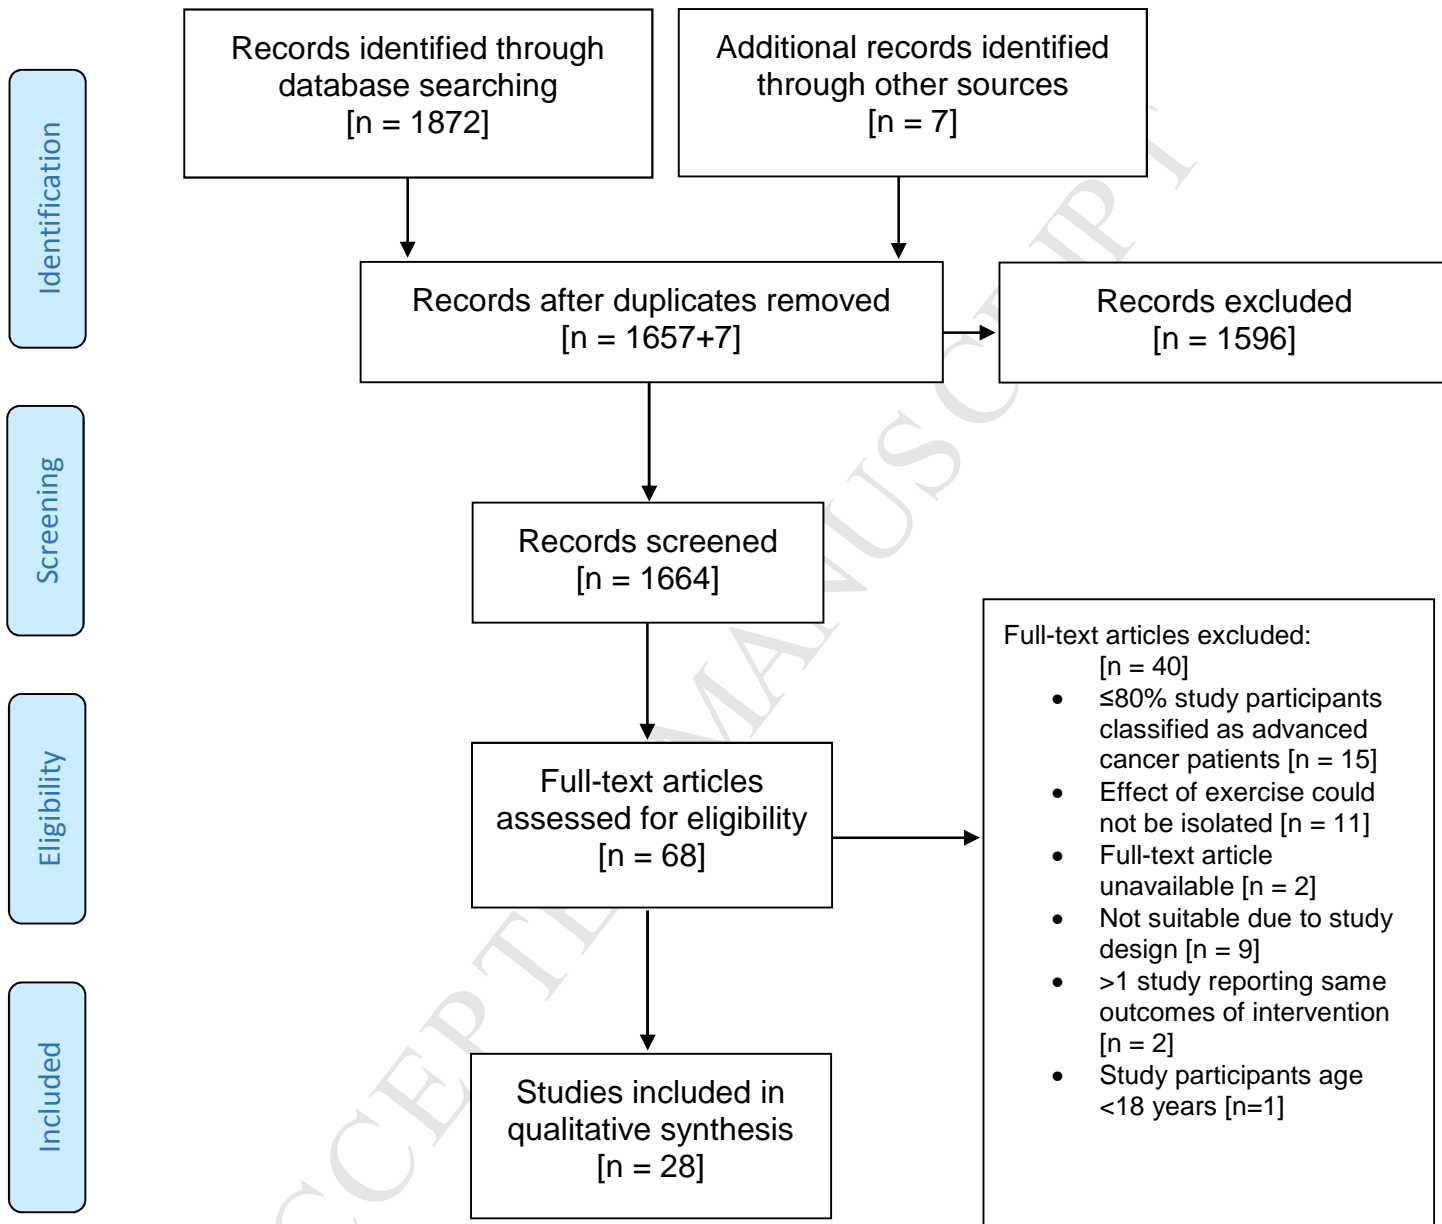 Records identified through
database searching
[n = 1872]
Additional records identified
through other sources
[n = 7]
Identification
Records after duplicates removed
[n = 1657+7]
Records excluded
[n = 1596]
Screening
Records screened
[n = 1664]
Eligibility
Full-text articles
assessed for eligibility
[n = 68]
Full-text articles excluded:
[n = 40]
• ≤80% study participants
classified as advanced
cancer patients [n = 15]
• Effect of exercise could
not be isolated [n = 11]
• Full-text article
unavailable [n = 2]
• Not suitable due to study
design [n = 9]
• >1 study reporting same
outcomes of intervention
[n = 2]
• Study participants age
<18 years [n=1]
Included
Studies included in
qualitative synthesis
[n = 28]
CCEPTE MANUSCRIPT